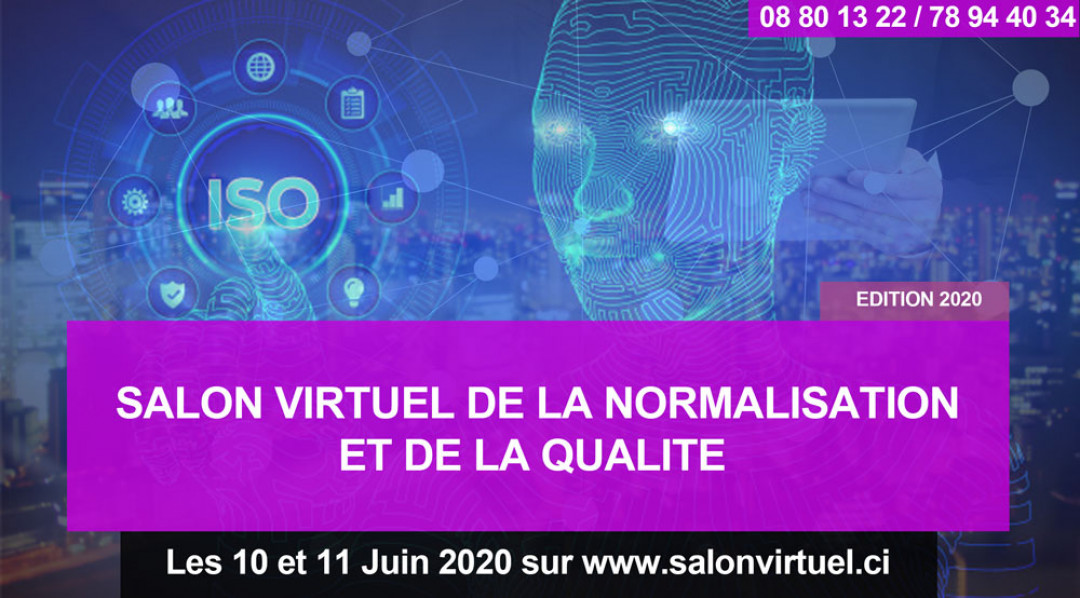 08 80 13 22 / 78 94 40 34
ISO
EDITION 2020
SALON VIRTUEL DE LA NORMALISATION
ET DE LA QUALITE
Les 10 et 11 Juin 2020 sur www.salonvirtuel.ci